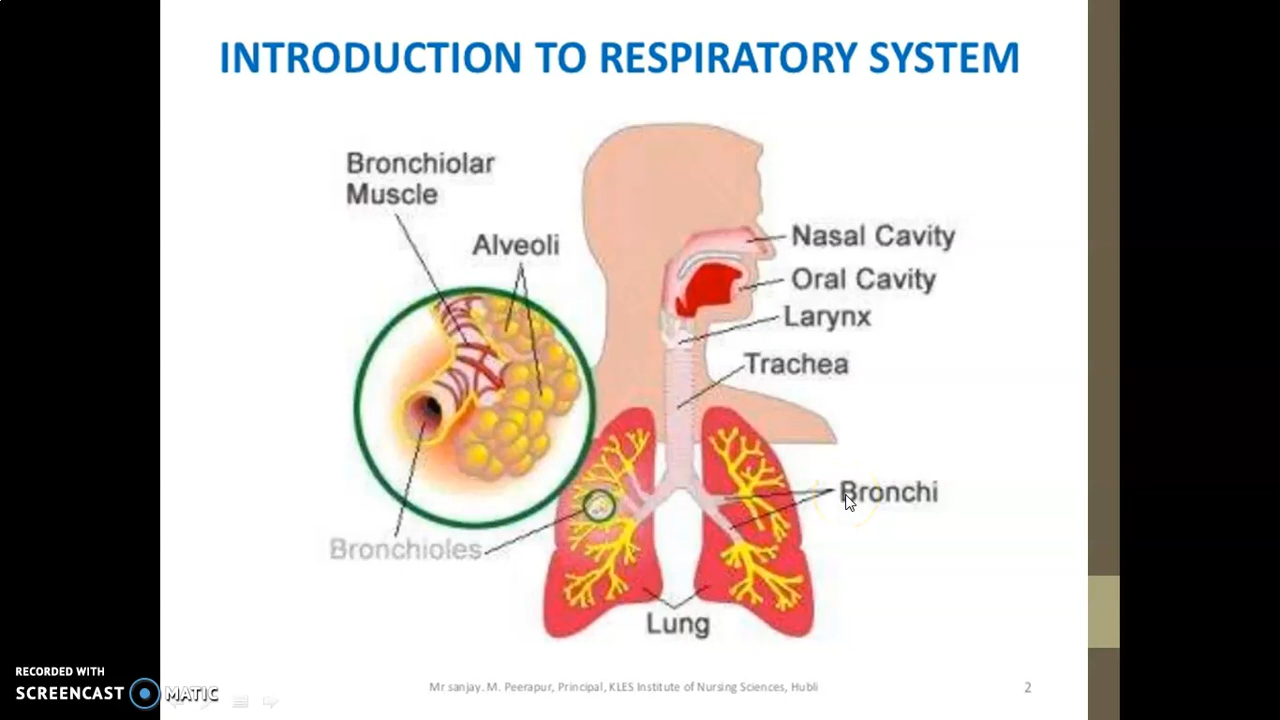 INTRODUCTION TO RESPIRATORY SYSTEM
Bronchiolar
Muscle
Alveoli
Nasal Cavity
Oral Cavity
Larynx
Trachea
Bronchi
Bronchioles
Lung
RECORDED WITH
SCREENCAST MATIC
Mr sanjay. M. Peerapur, Principal, KLES Institute of Nursing Sciences, Hubli
2